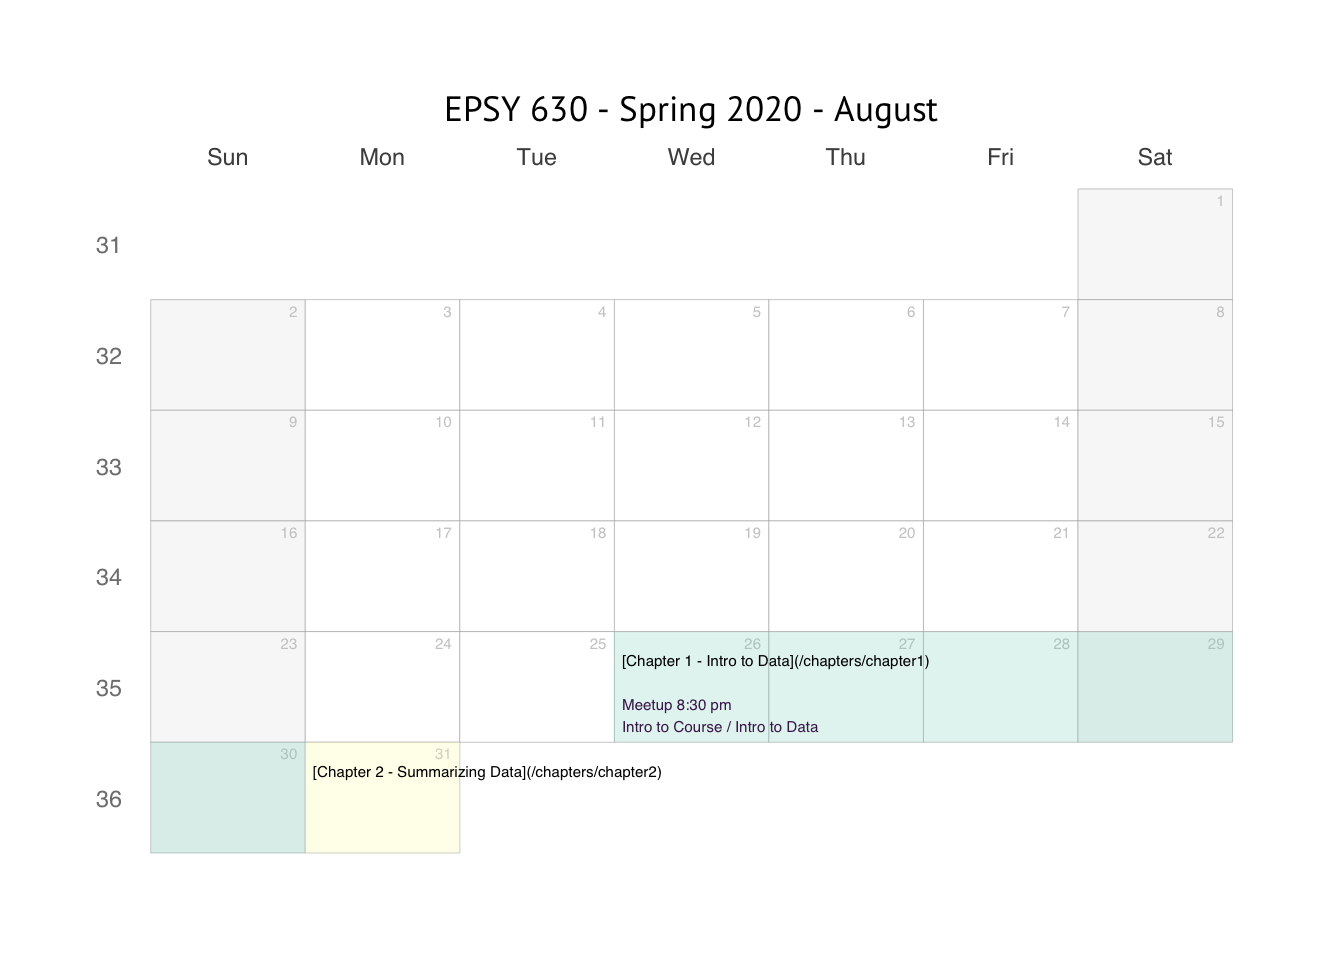 EPSY 630 - Spring 2020 - August
Sun Mon Tue Wed Thu Fri Sat
1
31
2 3 4 5 6 7 8
32
9 10 11 12 13 14 15
33
16 17 18 19 20 21 22
34
23 24 25 26 27 28 29
[Chapter 1 - Intro to Data](/chapters/chapter1)
35
Meetup 8:30 pm
Intro to Course / Intro to Data
30 31
[Chapter 2 - Summarizing Data](/chapters/chapter2)
36